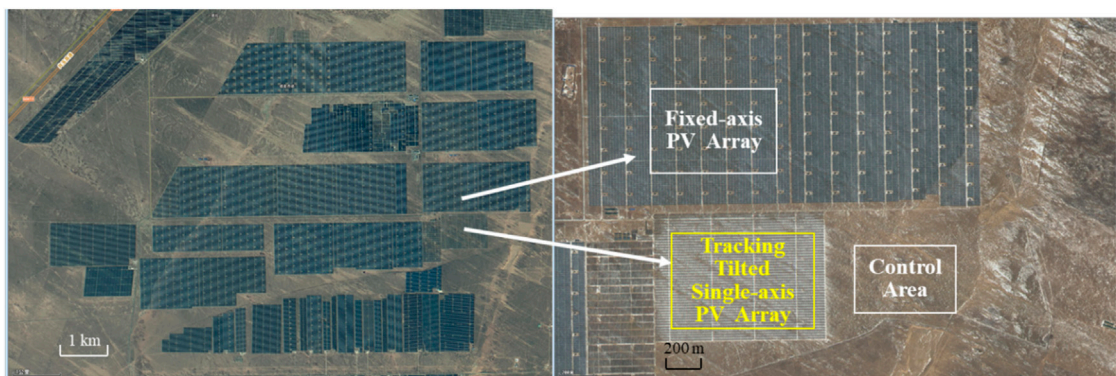 Fixed-axis
PV Array
Tracking
Tilted
Single-axis
PV Array
Control
Area
1 km
200 m